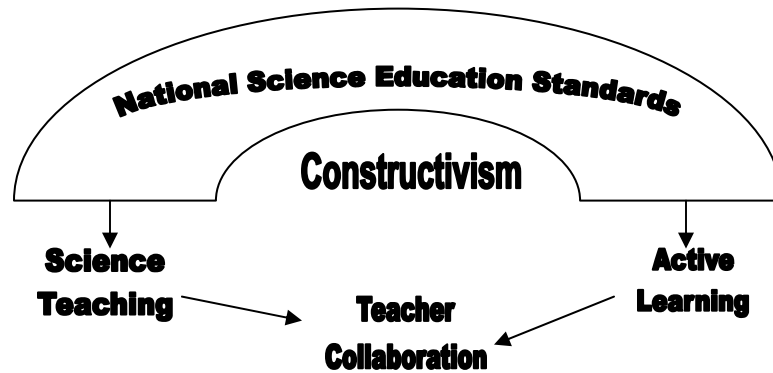 National Science Education Standards
Constructivism
Science
Teaching
Active
Learning
Teacher
Collaboration